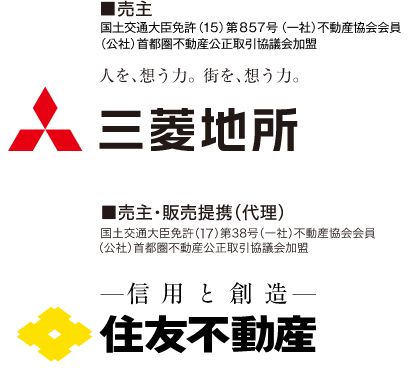 ■売主
国土交通大臣免許（15）第857号（一社）不動産協会会員
（公社）首都圏不動産公正取引協議会加盟
人を、想う力。街を、想う力。
三菱地所
■売主・販売提携（代理）
国土交通大臣免許（17）第38号（一社）不動産協会会員
（公社）首都圏不動産公正取引協議会加盟
―信用と創造―
住友不動産